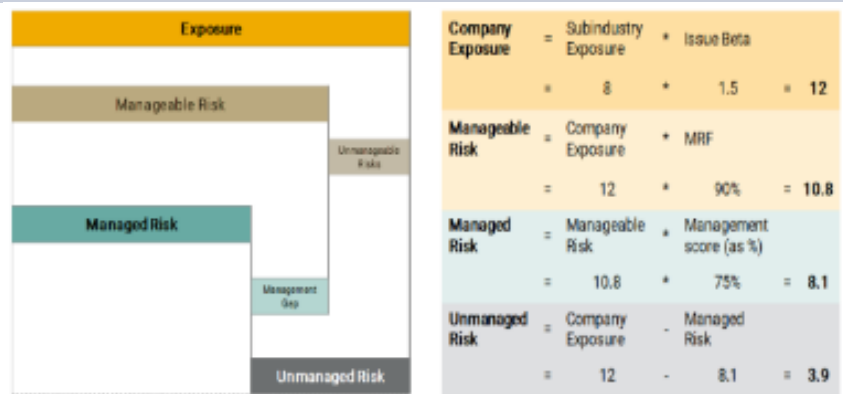 Exposure
Manageable Risk
Unmanageable
Risks
Managed Risk
Management
Gap
Unmanaged Risk
Company Exposure = Subindustry Exposure * Issue Beta
= 8 * 1.5 = 12
Manageable Risk = Company Exposure * MRF
= 12 * 90% = 10.8
Managed Risk = Manageable Risk * Management score (as %)
= 10.8 * 75% = 8.1
Unmanaged Risk = Company Exposure - Managed Risk
= 12 - 8.1 = 3.9